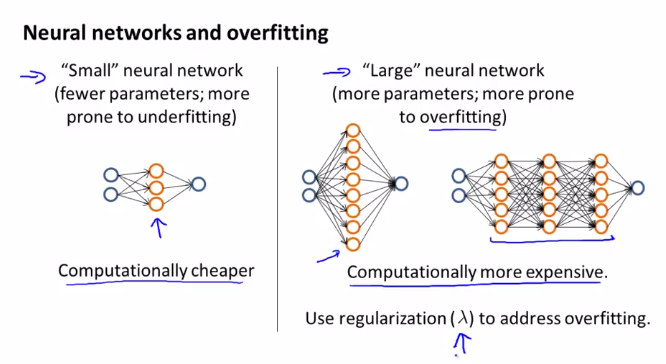 Neural networks and overfitting
“Small” neural network
(fewer parameters; more
prone to underfitting)
Computationally cheaper
“Large” neural network
(more parameters; more prone
to overfitting)
Computationally more expensive.
Use regularization (λ) to address overfitting.